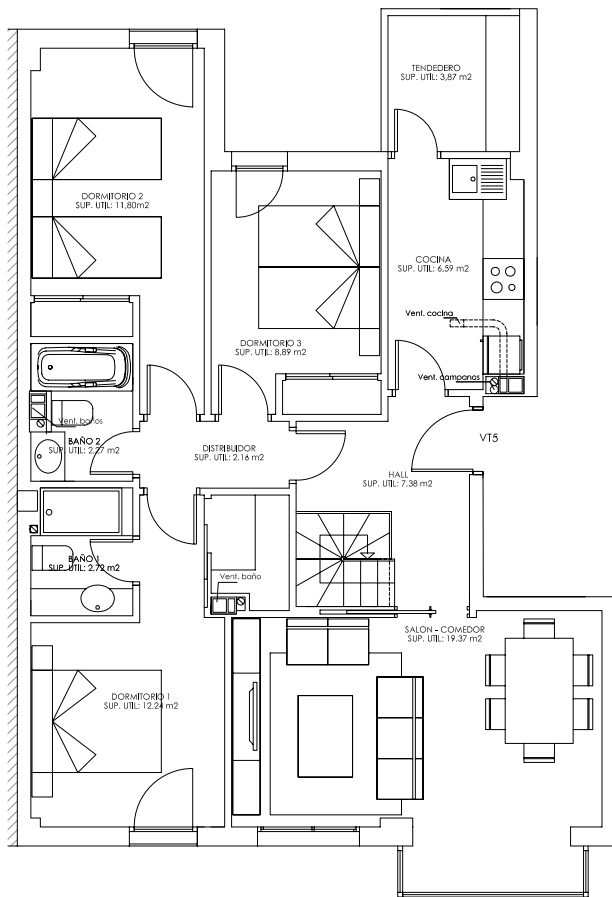 TENDEDERO
SUP. UTIL: 3,87 m2
DORMITORIO 2
SUP. UTIL: 11,80m2
COCINA
SUP. UTIL: 6.59 m2
Vent. cocina
DORMITORIO 3
SUP. UTIL: 8,89 m2
Vent. campanas
Vent. baños
BAÑO 2
SUP. UTIL: 2,27 m2
DISTRIBUIDOR
SUP. UTIL: 2,16 m2
VT5
HALL
SUP. UTIL: 7.38 m2
BAÑO 1
SUP. UTIL: 2.72 m2
Vent. baño
SALON - COMEDOR
SUP. UTIL: 19.37 m2
DORMITORIO 1
SUP. UTIL: 12.24 m2